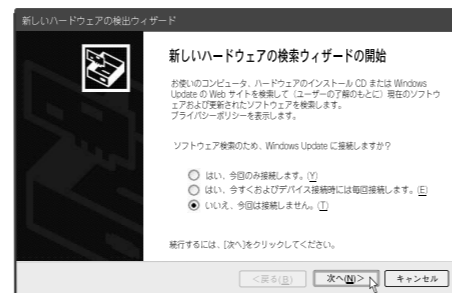 新しいハードウェアの検出ウィザード
新しいハードウェアの検索ウィザードの開始
お使いのコンピュータ、ハードウェアのインストール CD または Windows
Update の Web サイトを検索して（ユーザーの了解のもとに）現在のソフトウ
ェアおよび更新されたソフトウェアを検索します。
プライバシーポリシーを表示します。
ソフトウェア検索のため、Windows Update に接続しますか？
はい、今回のみ接続します。(Y)
はい、今すぐおよびデバイス接続時には毎回接続します。(E)
いいえ、今回は接続しません。(T)
続行するには、[次へ]をクリックしてください。
<戻る(B)
次へ(N)>
キャンセル